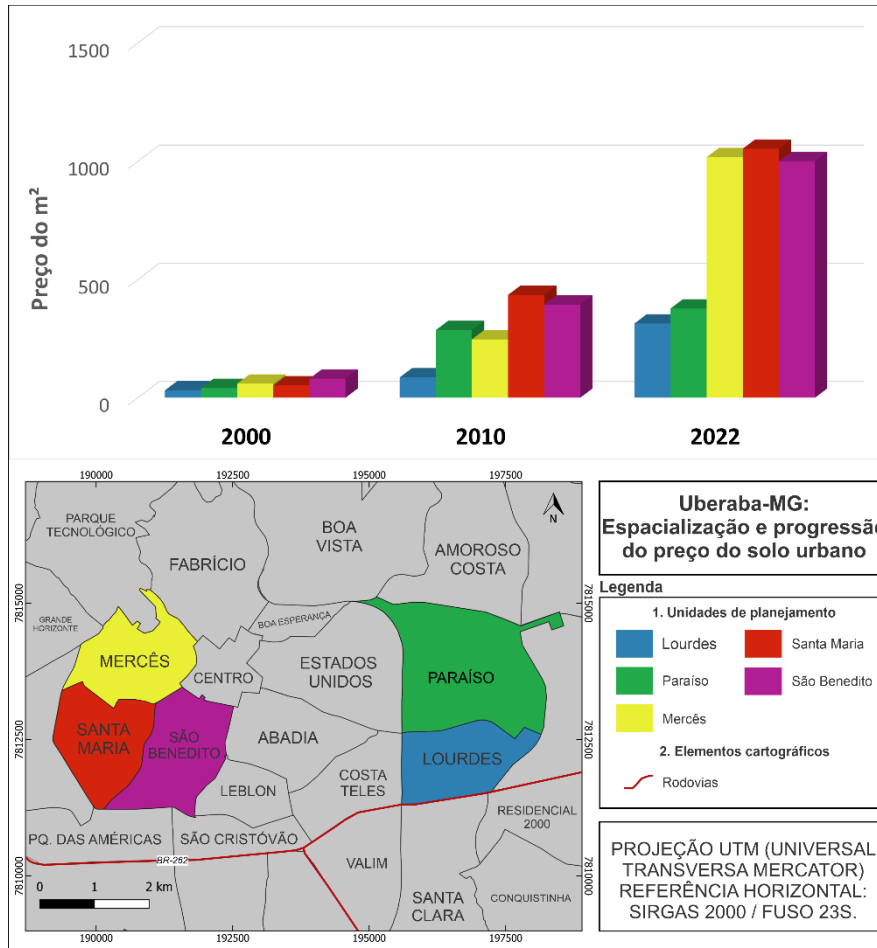 1500
1000
500
0
Preço do m²
2000
2010
2022
190000
192500
195000
197500
7815000
7812500
7810000
7815000
7812500
7810000
PARQUE
TECNOLÓGICO
BOA
VISTA
N
FABRÍCIO
AMOROSO
COSTA
GRANDE
HORIZONTE
BOA ESPERANÇA
MERCÊS
CENTRO
ESTADOS
UNIDOS
PARAÍSO
SANTA
MARIA
SÃO
BENEDITO
ABADIA
LOURDES
COSTA
TELES
LEBLON
RESIDENCIAL
2000
PQ. DAS AMÉRICAS
SÃO CRISTÓVÃO
BR-262
VALIM
SANTA
CLARA
CONQUISTINHA
0 1 2 km
190000
192500
195000
197500
Uberaba-MG:
Espacialização e progressão
do preço do solo urbano
Legenda
1. Unidades de planejamento
Lourdes
Santa Maria
Paraíso
São Benedito
Mercês
2. Elementos cartográficos
Rodovias
PROJEÇÃO UTM (UNIVERSAL
TRANSVERSA MERCATOR)
REFERÊNCIA HORIZONTAL:
SIRGAS 2000 / FUSO 23S.